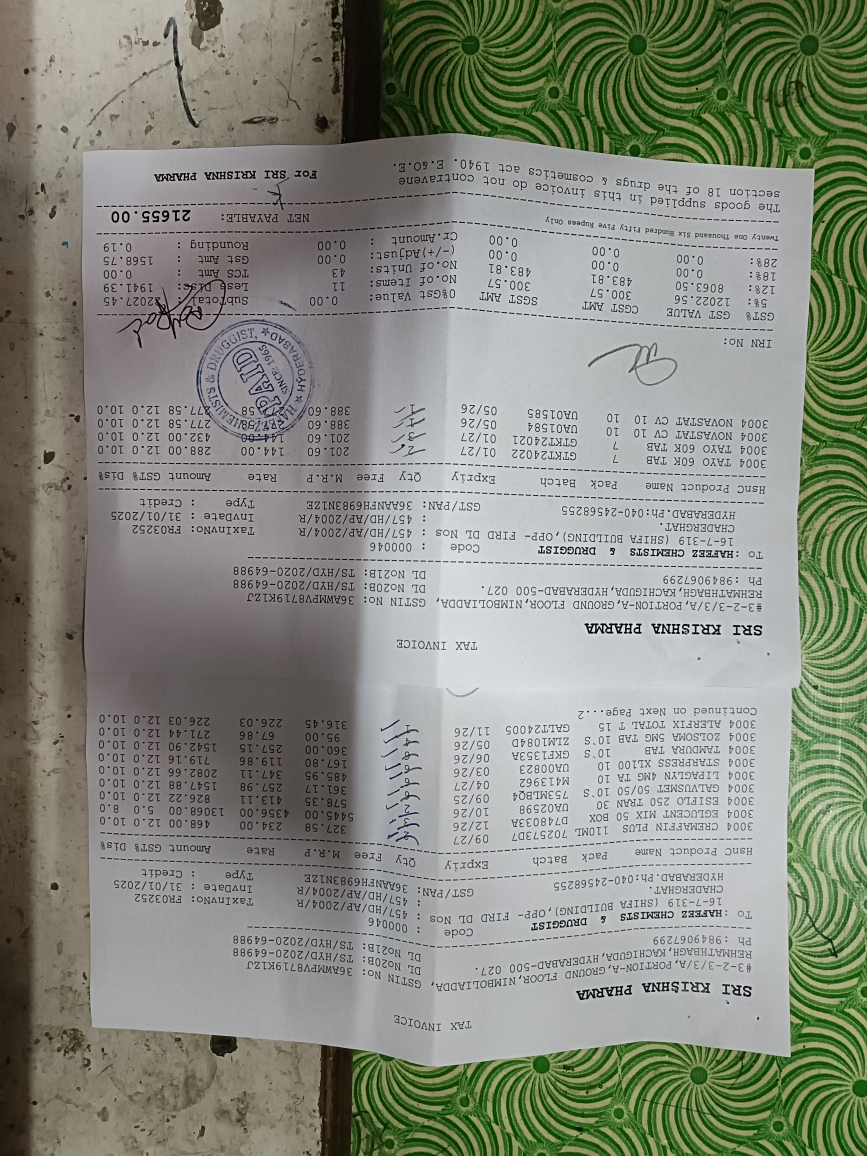 TAX INVOICE
SRI KRISHNA PHARMA
#3-2-3/3/A, PORTION-A, GROUND FLOOR, NIMBOLIADDA, GSTIN No: 36AWMPV8719K1ZJ
REHMATHBAGH, KACHIGUDA, HYDERABAD-500 027. DL No20B: TS/HYD/2020-64988
Ph :9849067299 DL No21B: TS/HYD/2020-64988
To :HAFEEZ CHEMISTS & DRUGGIST Code : 000046
16-7-319 (SHIFA BUILDING), OPP- FIRD DL Nos : 457/HD/AP/2004/R TaxInNo: FR03252
CHADERGHAT. : 457/HD/AP/2004/R InvDate : 31/01/2025
HYDERABAD.Ph:040-24568255 GST/PAN: 36AANFH6983N1ZE Type : Credit
Hsnc Product Name Pack Batch Expriy Qty Free M.R.P Rate Amount GST% Dis%
3004 CREMAFFIN PLUS 110ML 70257D3D7 09/27 327.58 234.00 468.00 12.0 10.0
3004 EGLUCENT MIX 50 BOX D748033A 12/26 5445.00 4356.00 13068.00 5.0 8.0
3004 ESIFLO 250 TRAN 30 UA02598 10/26 578.35 413.11 826.22 12.0 10.0
3004 GALVUSMET 50/50 10'S 753MLBQ4 09/25 361.17 257.98 1547.88 12.0 10.0
3004 LIPAGLYN 4MG TA 10 M413962 04/27 485.95 347.11 2082.66 12.0 10.0
3004 STARPRESS XL100 10 UA00823 03/26 167.80 119.86 719.16 12.0 10.0
3004 TAMDURA TAB 10'S GKF1353A 06/26 360.00 257.15 1542.90 12.0 10.0
3004 ZOLSOMA 5MG TAB 10'S ZLM1084D 05/26 95.00 67.86 271.44 12.0 10.0
3004 ALERFIX TOTAL T 15 GALT24005 11/26 316.45 226.03 226.03 12.0 10.0
Continued on Next Page...2
TAX INVOICE
SRI KRISHNA PHARMA
#3-2-3/3/A, PORTION-A, GROUND FLOOR, NIMBOLIADDA, GSTIN No: 36AWMPV8719K1ZJ
REHMATHBAGH, KACHIGUDA, HYDERABAD-500 027. DL No20B: TS/HYD/2020-64988
Ph :9849067299 DL No21B: TS/HYD/2020-64988
To :HAFEEZ CHEMISTS & DRUGGIST Code : 000046
16-7-319 (SHIFA BUILDING), OPP- FIRD DL Nos : 457/HD/AP/2004/R TaxInNo: FR03252
CHADERGHAT. : 457/HD/AP/2004/R InvDate : 31/01/2025
HYDERABAD.Ph:040-24568255 GST/PAN: 36AANFH6983N1ZE Type : Credit
Hsnc Product Name Pack Batch Expriy Qty Free M.R.P Rate Amount GST% Dis%
3004 TAYO 60K TAB 7 GTKT24022 01/27 201.60 144.00 288.00 12.0 10.0
3004 TAYO 60K TAB 7 GTKT24021 01/27 201.60 144.00 432.00 12.0 10.0
3004 NOVASTAT CV 10 10 UA01584 05/26 388.60 277.58 277.58 12.0 10.0
3004 NOVASTAT CV 10 10 UA01585 05/26 388.60 277.58 277.58 12.0 10.0
HAFEEZ CHEMISTS & DRUGGIST, HYDERABAD
PAID
SINCE: 1965
IRN No:
GST% GST VALUE CGST AMT SGST AMT 0%Gst Value: 0.00 SubTotal : 22027.45
5%: 12022.56 300.57 300.57 No.of Items: 11 Less Disc: 1941.39
12%: 8063.50 483.81 483.81 No.of Units: 43 TCS Amt : 0.00
18%: 0.00 0.00 0.00 (-/+)Adjust: 0.00 Gst Amt : 1568.75
28%: 0.00 0.00 0.00 Cr.Amount : 0.00 Rounding : 0.19
Twenty One Thousand Six Hundred Fifty Five Rupees Only NET PAYABLE: 21655.00
The goods supplied in this invoice do not contravene
section 18 of the drugs & cosmetics act 1940. E.&O.E. For SRI KRISHNA PHARMA